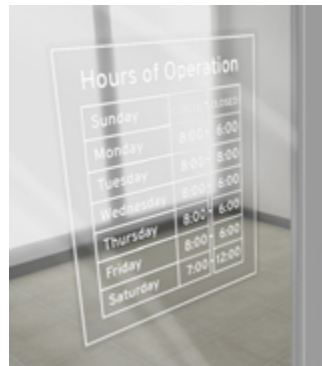 Hours of Operation
Sunday CLOSED
Monday 8:00 - 6:00
Tuesday 8:00 - 8:00
Wednesday 8:00 - 6:00
Thursday 8:00 - 6:00
Friday 8:00 - 6:00
Saturday 7:00 - 12:00